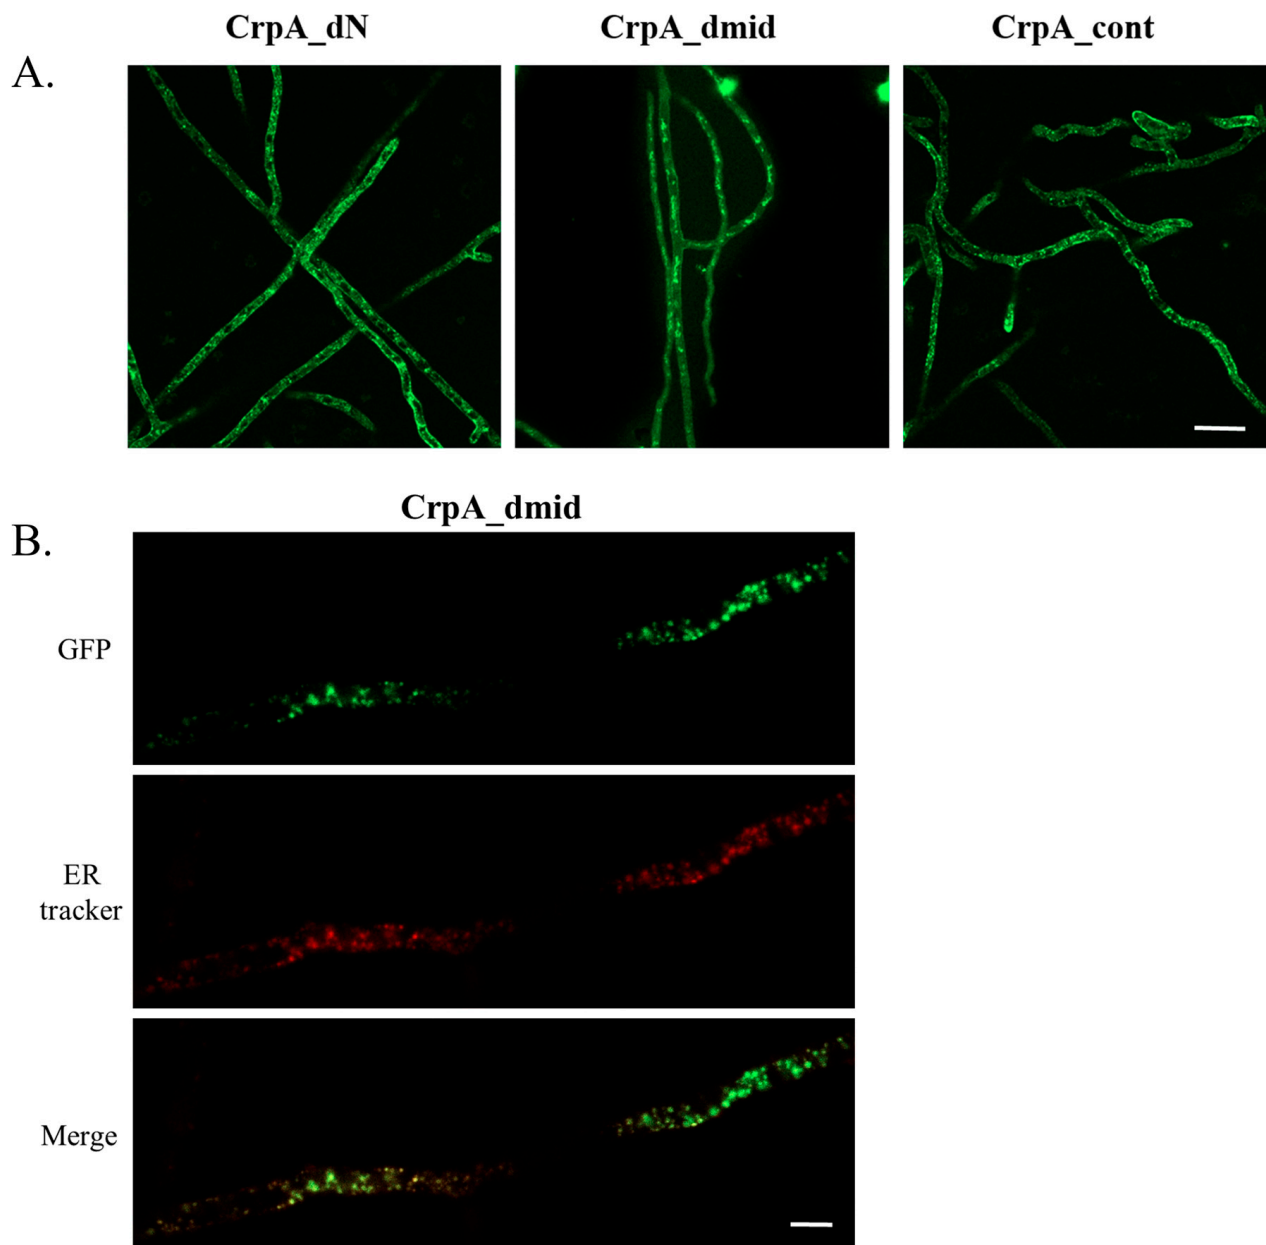 CrpA_dN
CrpA_dmid
CrpA_cont
A.
CrpA_dmid
B.
GFP
ER
tracker
Merge